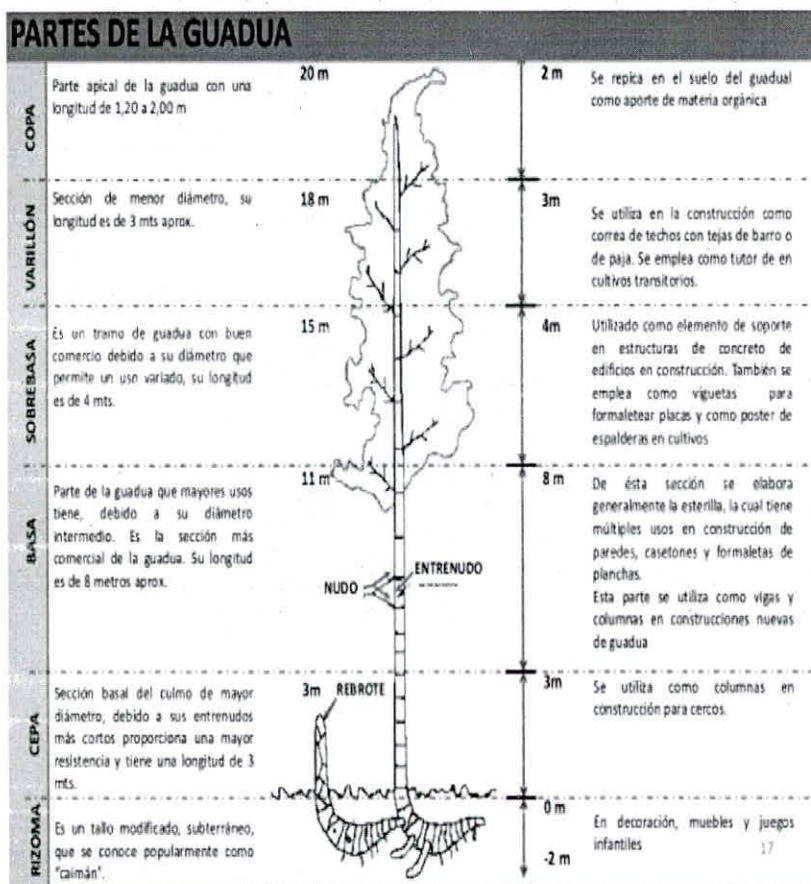 PARTES DE LA GUADUA
COPA
Parte apical de la guadua con una
longitud de 1,20 a 2,00 m
20 m
2 m
Se repica en el suelo del guadual
como aporte de materia orgánica
VARILLÓN
Sección de menor diámetro, su
longitud es de 3 mts aprox.
18 m
3m
Se utiliza en la construcción como
correa de techos con tejas de barro o
de paja. Se emplea como tutor de en
cultivos transitorios.
SOBREBASA
Es un tramo de guadua con buen
comercio debido a su diámetro que
permite un uso variado, su longitud
es de 4 mts.
15 m
4m
Utilizado como elemento de soporte
en estructuras de concreto de
edificios en construcción. También se
emplea como viguetas para
formaletear placas y como poster de
espalderas en cultivos
BASA
Parte de la guadua que mayores usos
tiene, debido a su diámetro
intermedio. Es la sección más
comercial de la guadua. Su longitud
es de 8 metros aprox.
11 m
NUDO
ENTRENUDO
8 m
De ésta sección se elabora
generalmente la esterilla, la cual tiene
múltiples usos en construcción de
paredes, casetones y formaletas de
planchas.
Esta parte se utiliza como vigas y
columnas en construcciones nuevas
de guadua
CEPA
Sección basal del culmo de mayor
diámetro, debido a sus entrenudos
más cortos proporciona una mayor
resistencia y tiene una longitud de 3
mts.
3m REBROTE
3m
Se utiliza como columnas en
construcción para cercos.
RIZOMA
Es un tallo modificado, subterráneo,
que se conoce popularmente como
"caimán".
0 m
-2 m
En decoración, muebles y juegos
infantiles
17